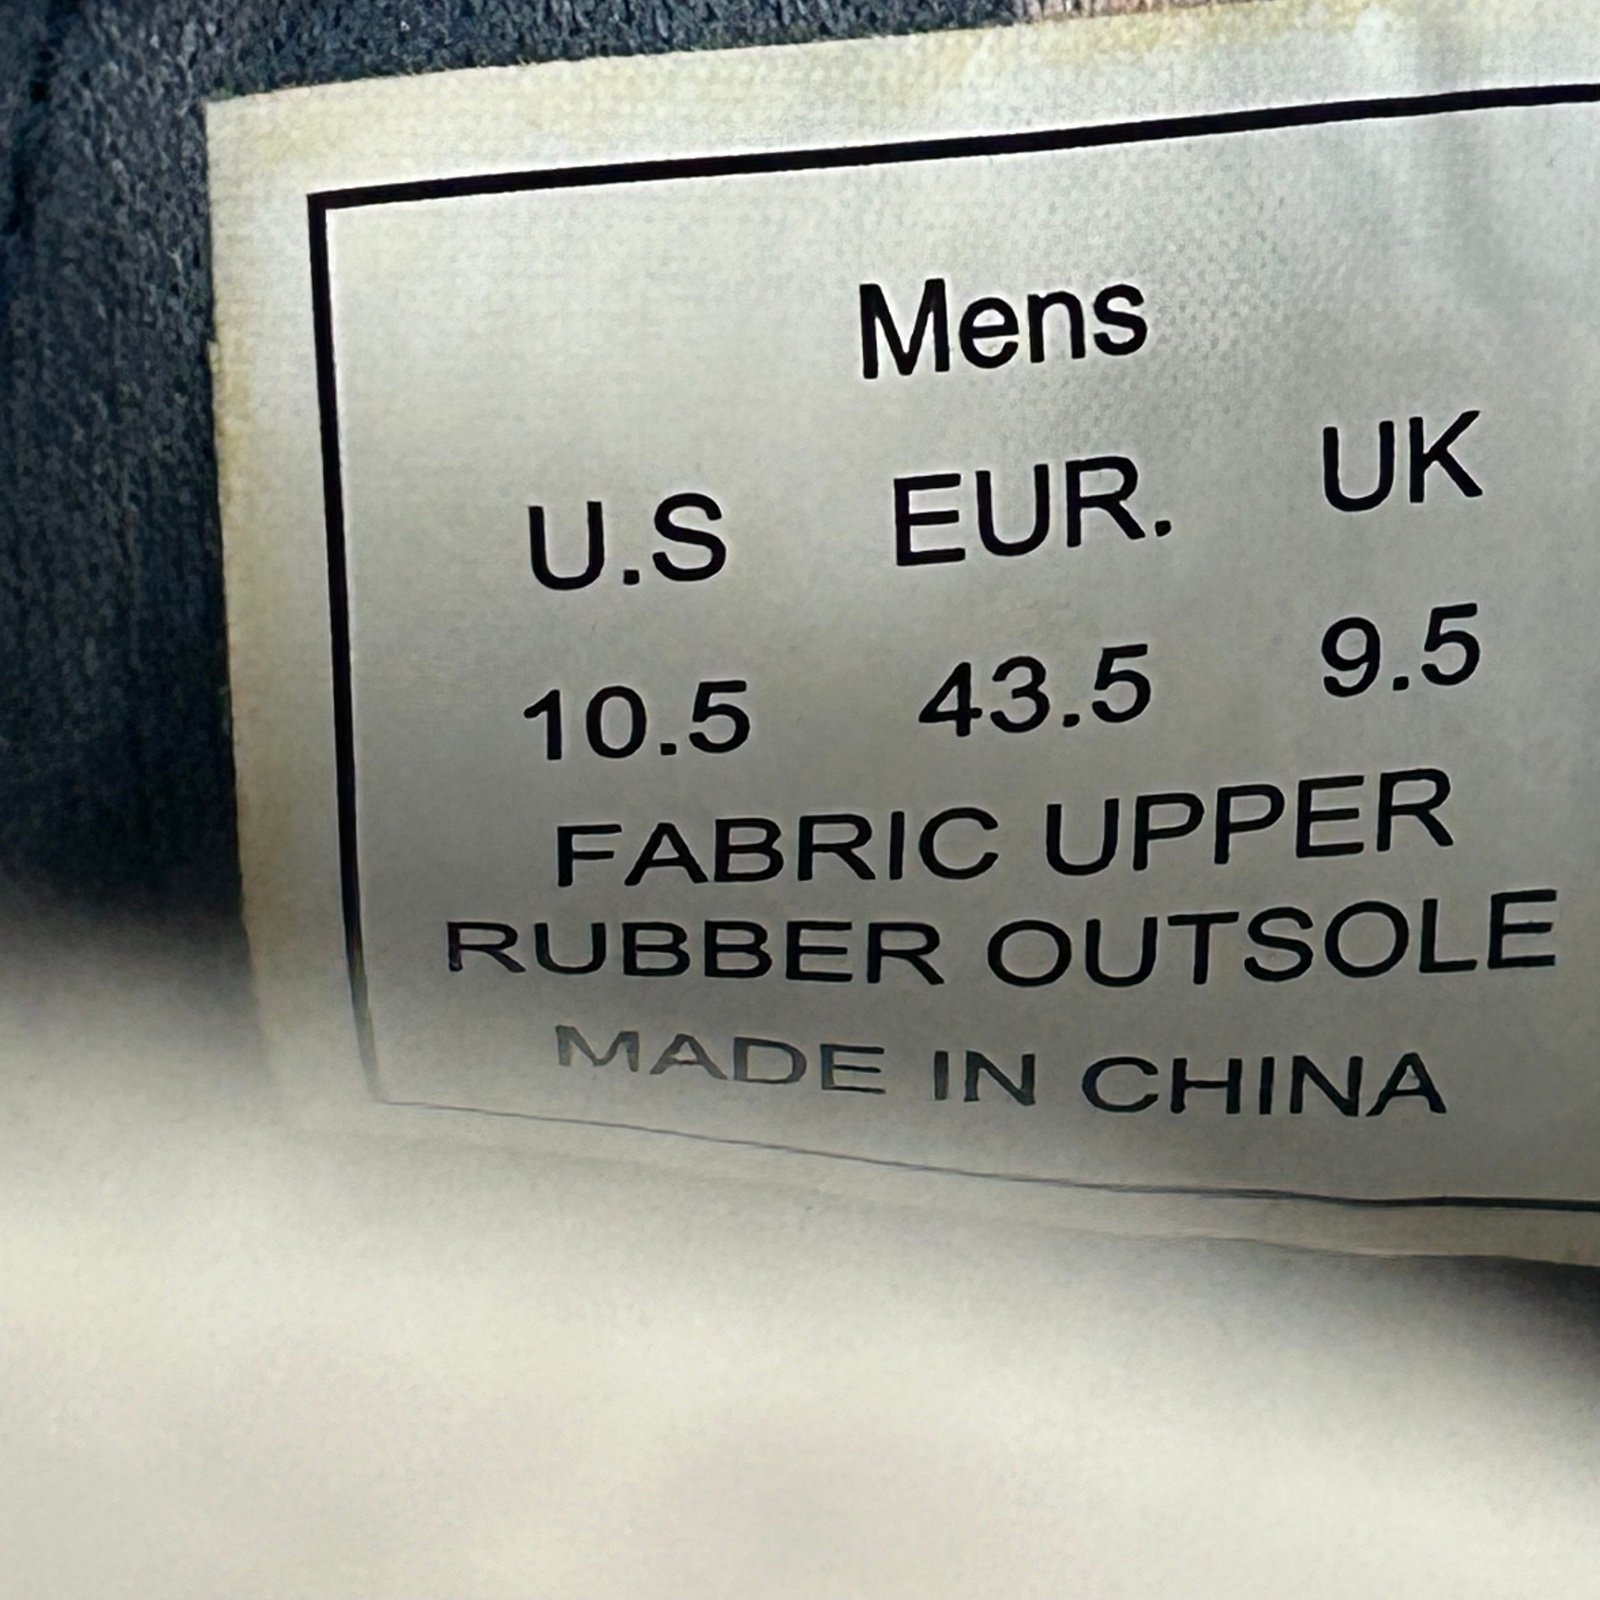 Mens
U.S EUR. UK
10.5 43.5 9.5
FABRIC UPPER
RUBBER OUTSOLE
MADE IN CHINA